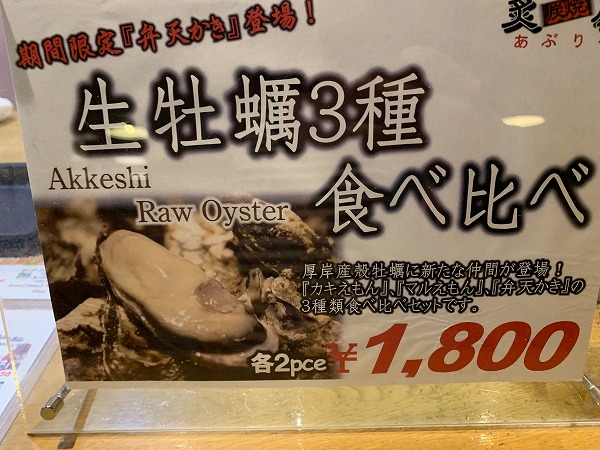 期間限定『弁天かき』登場！
炙
炭焼
あぶり
生牡蠣3種
食べ比べ
Akkeshi
Raw Oyster
厚岸産殻牡蠣に新たな仲間が登場！
『カキえもん』、『マルえもん』、『弁天かき』の
3種類食べ比べセットです。
各2pce ¥1,800